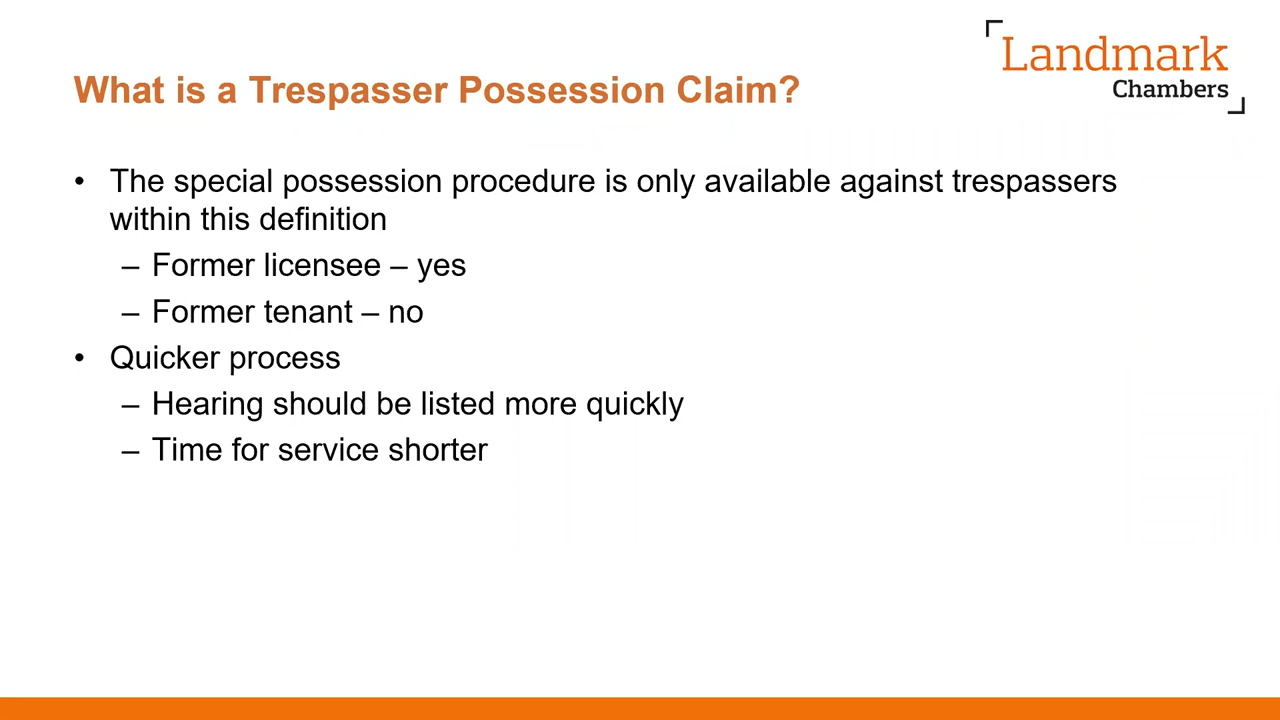 Landmark
Chambers
What is a Trespasser Possession Claim?
• The special possession procedure is only available against trespassers
within this definition
– Former licensee – yes
– Former tenant – no
• Quicker process
– Hearing should be listed more quickly
– Time for service shorter